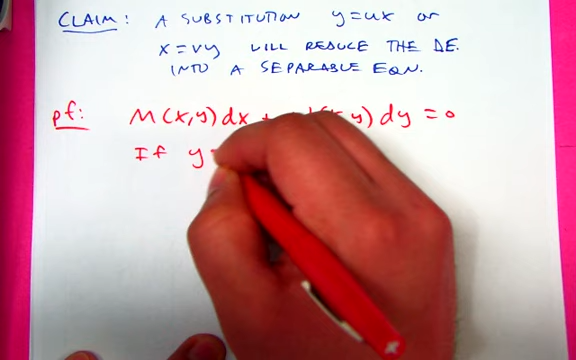 CLAIM: A SUBSTITUTION y=ux or
x=vy WILL REDUCE THE DE.
INTO A SEPARABLE EQN.
pf: M(x,y)dx + y) dy = 0
If y=